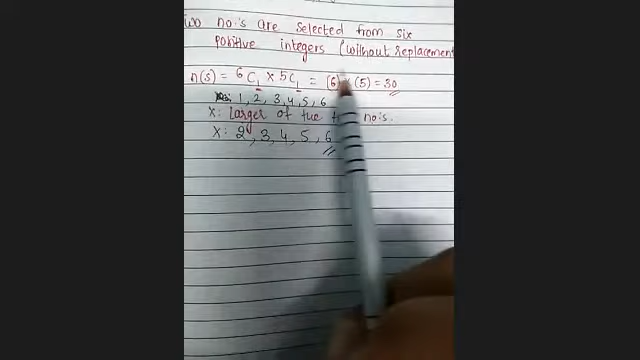 two no's are selected from six
positive integers (without replacement
n(s) = ⁶C₁ × 5C₁ = (6) (5) = 30
1, 2, 3, 4, 5, 6
X: Larger of the no's.
X: 2, 3, 4, 5, 6